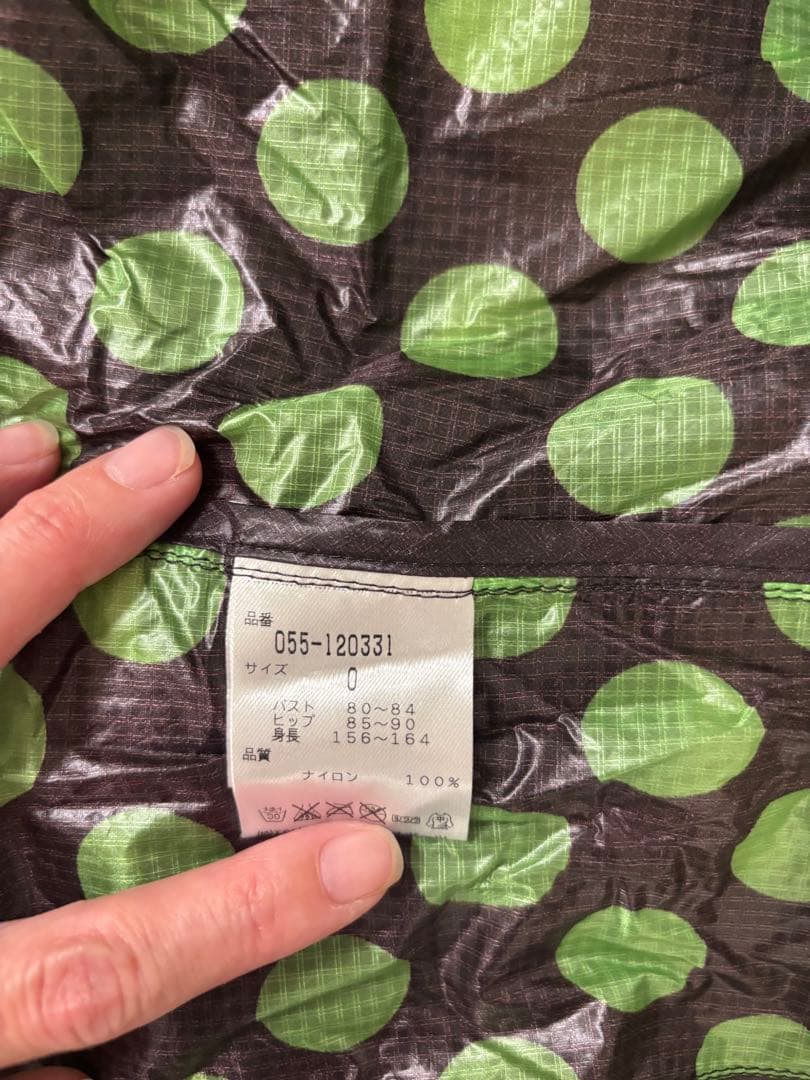 品番
055-120331
サイズ
0
バスト 80～84
ヒップ 85～90
身長 156～164
品質
ナイロン 100%